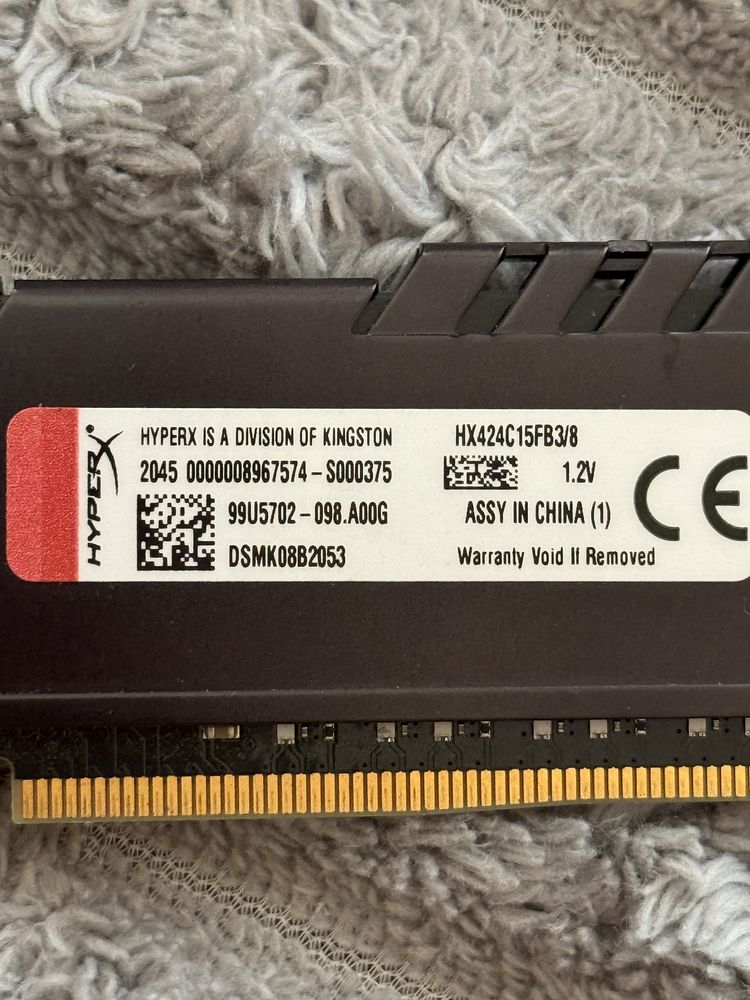 HYPERX
HYPERX IS A DIVISION OF KINGSTON
2045 0000008967574-S000375
99U5702-098.A00G
DSMK08B2053
HX424C15FB3/8
1.2V
ASSY IN CHINA (1)
Warranty Void If Removed
CE